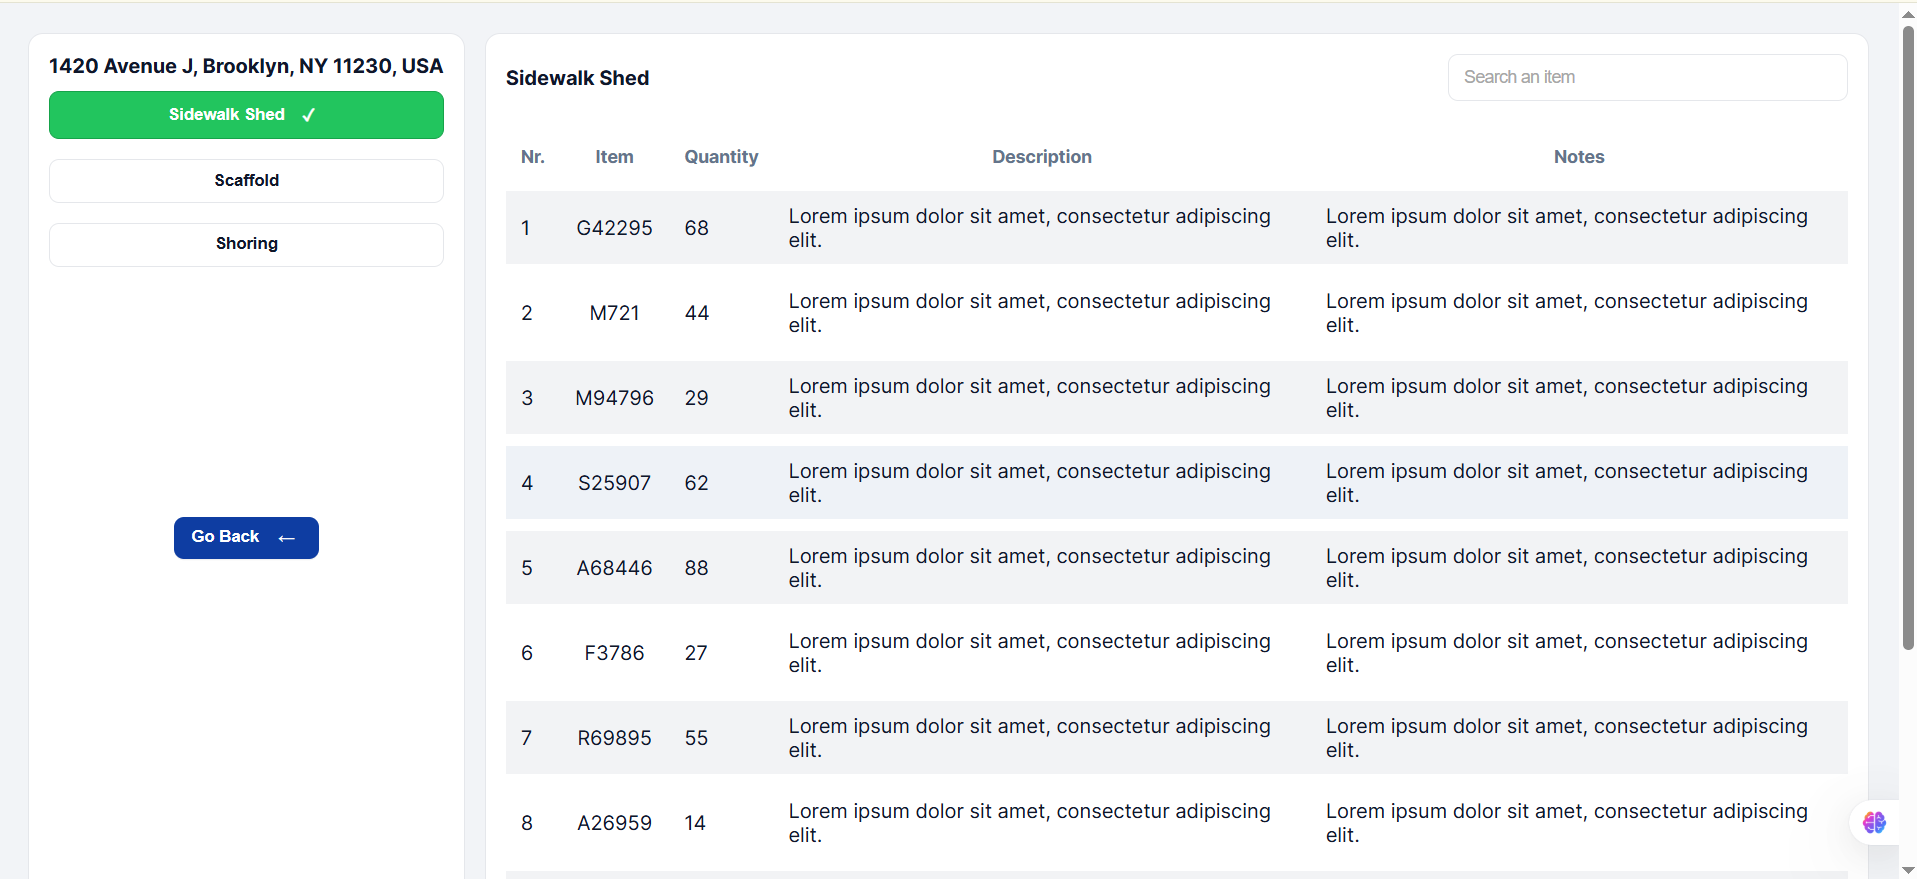 1420 Avenue J, Brooklyn, NY 11230, USA
Sidewalk Shed ✓
Scaffold
Shoring
Go Back ←
Sidewalk Shed
Search an item
Nr. Item Quantity Description Notes
1 G42295 68 Lorem ipsum dolor sit amet, consectetur adipiscing Lorem ipsum dolor sit amet, consectetur adipiscing
elit. elit.
2 M721 44 Lorem ipsum dolor sit amet, consectetur adipiscing Lorem ipsum dolor sit amet, consectetur adipiscing
elit. elit.
3 M94796 29 Lorem ipsum dolor sit amet, consectetur adipiscing Lorem ipsum dolor sit amet, consectetur adipiscing
elit. elit.
4 S25907 62 Lorem ipsum dolor sit amet, consectetur adipiscing Lorem ipsum dolor sit amet, consectetur adipiscing
elit. elit.
5 A68446 88 Lorem ipsum dolor sit amet, consectetur adipiscing Lorem ipsum dolor sit amet, consectetur adipiscing
elit. elit.
6 F3786 27 Lorem ipsum dolor sit amet, consectetur adipiscing Lorem ipsum dolor sit amet, consectetur adipiscing
elit. elit.
7 R69895 55 Lorem ipsum dolor sit amet, consectetur adipiscing Lorem ipsum dolor sit amet, consectetur adipiscing
elit. elit.
8 A26959 14 Lorem ipsum dolor sit amet, consectetur adipiscing Lorem ipsum dolor sit amet, consectetur adipiscing
elit. elit.